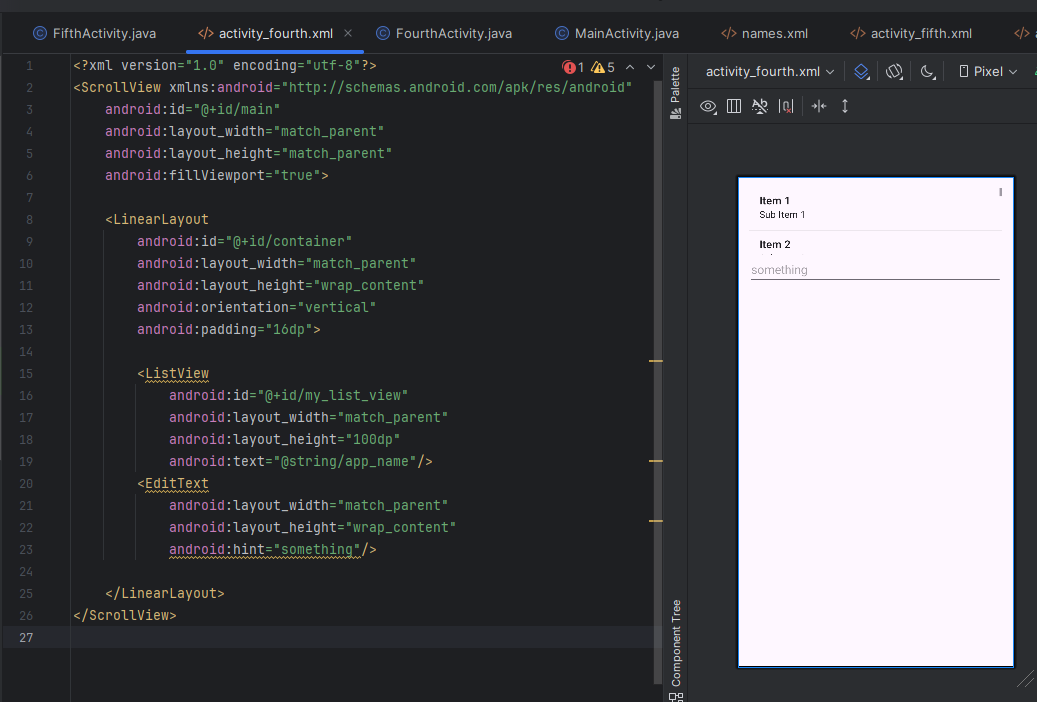 FifthActivity.java activity_fourth.xml FourthActivity.java MainActivity.java names.xml activity_fifth.xml
1 <?xml version="1.0" encoding="utf-8"?>
1 5
2 <ScrollView xmlns:android="http://schemas.android.com/apk/res/android"
3 android:id="@+id/main"
4 android:layout_width="match_parent"
5 android:layout_height="match_parent"
6 android:fillViewport="true">
7
8 <LinearLayout
9 android:id="@+id/container"
10 android:layout_width="match_parent"
11 android:layout_height="wrap_content"
12 android:orientation="vertical"
13 android:padding="16dp">
14
15 <ListView
16 android:id="@+id/my_list_view"
17 android:layout_width="match_parent"
18 android:layout_height="100dp"
19 android:text="@string/app_name"/>
20 <EditText
21 android:layout_width="match_parent"
22 android:layout_height="wrap_content"
23 android:hint="something"/>
24
25 </LinearLayout>
26 </ScrollView>
27
Palette
Component Tree
activity_fourth.xml Pixel
Item 1
Sub Item 1
Item 2
something